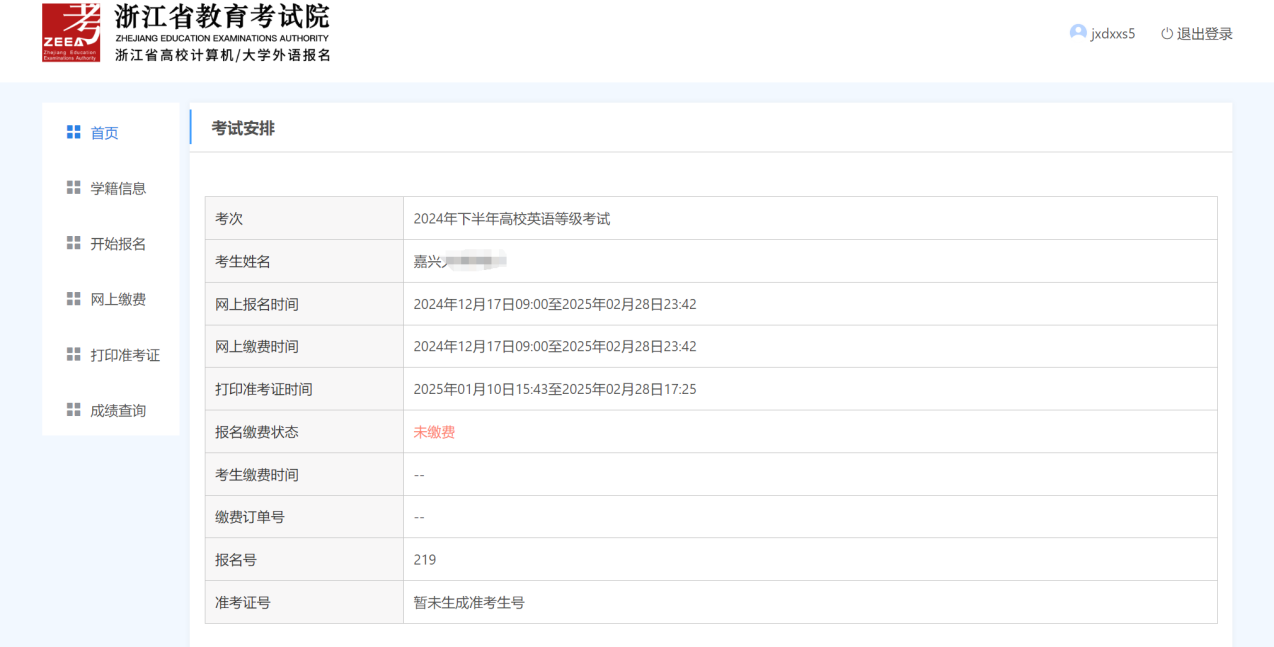 浙江省教育考试院
ZHEJIANG EDUCATION EXAMINATIONS AUTHORITY
浙江省高校计算机/大学外语报名
考
ZEEA
Zhejiang Education
Examinations Authority
jxdxxs5
退出登录
首页
学籍信息
开始报名
网上缴费
打印准考证
成绩查询
考试安排
考次 2024年下半年高校英语等级考试
考生姓名 嘉兴
网上报名时间 2024年12月17日09:00至2025年02月28日23:42
网上缴费时间 2024年12月17日09:00至2025年02月28日23:42
打印准考证时间 2025年01月10日15:43至2025年02月28日17:25
报名缴费状态 未缴费
考生缴费时间 --
缴费订单号 --
报名号 219
准考证号 暂未生成准考生号